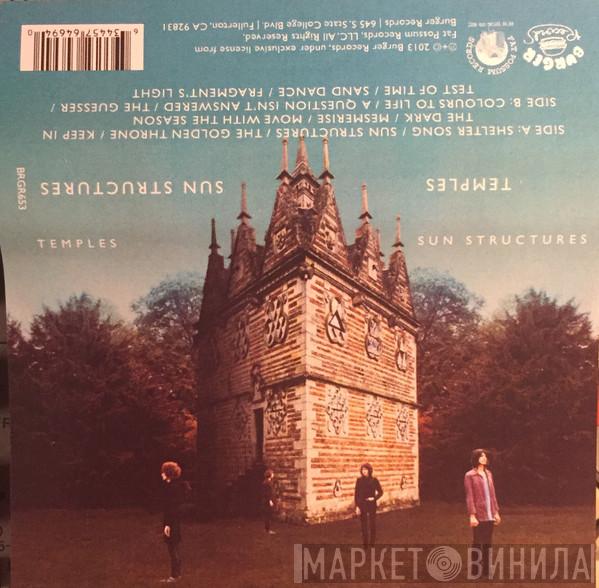 TEMPLES
SUN STRUCTURES
SIDE A: SHELTER SONG / SUN STRUCTURES / THE GOLDEN THRONE / KEEP IN
THE DARK / MESMERISE / MOVE WITH THE SEASON
SIDE B: COLOURS TO LIFE / A QUESTION ISN'T ANSWERED / THE GUESSER /
TEST OF TIME / SAND DANCE / FRAGMENT'S LIGHT
BURGER Records
FAT POSSUM RECORDS
℗+© 2013 Burger Records, under exclusive license from
Fat Possum Records, LLC. All Rights Reserved.
Burger Records | 645 S. State College Blvd. | Fullerton, CA 92831
BRGR653
TEMPLES
SUN STRUCTURES
МАРКЕТ ВИНИЛА